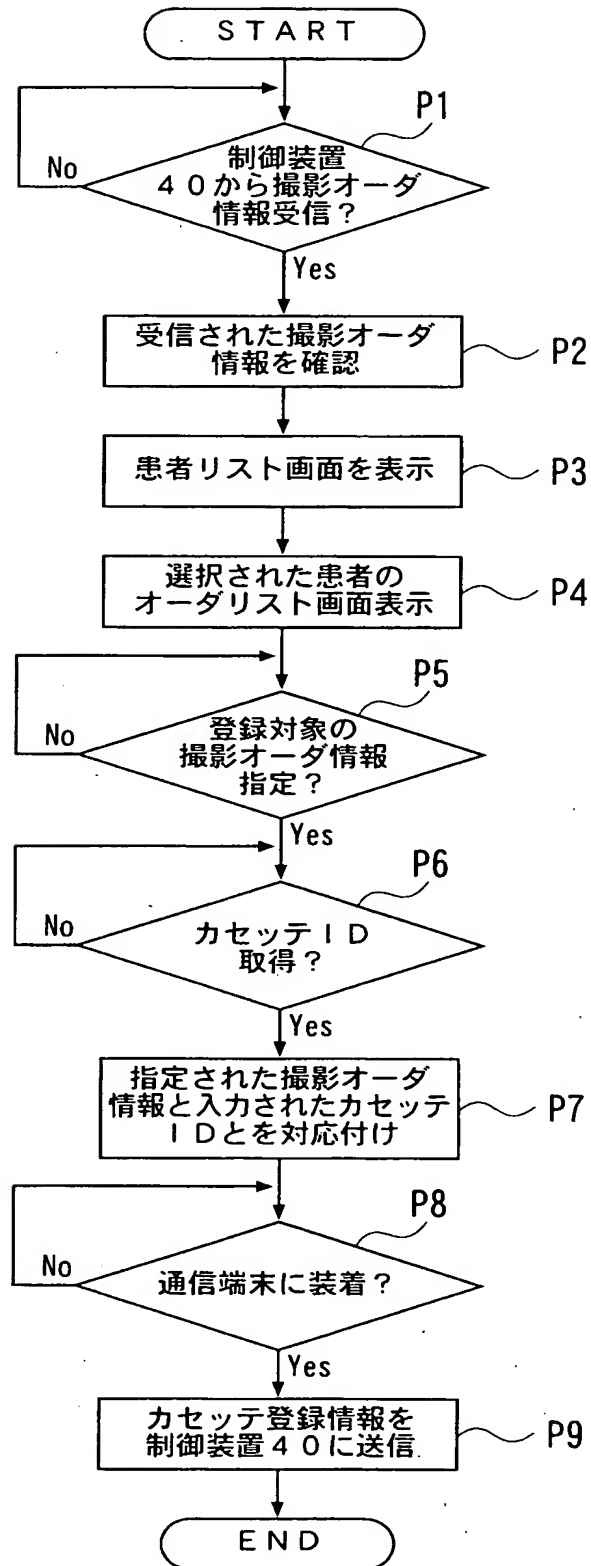 START
P1
制御装置
４０から撮影オーダ
情報受信？
No
Yes
受信された撮影オーダ
情報を確認
P2
患者リスト画面を表示
P3
選択された患者の
オーダリスト画面表示
P4
P5
登録対象の
撮影オーダ情報
指定？
No
Yes
P6
カセッテＩＤ
取得？
No
Yes
指定された撮影オーダ
情報と入力されたカセッテ
ＩＤとを対応付け
P7
P8
通信端末に装着？
No
Yes
カセッテ登録情報を
制御装置４０に送信
P9
END